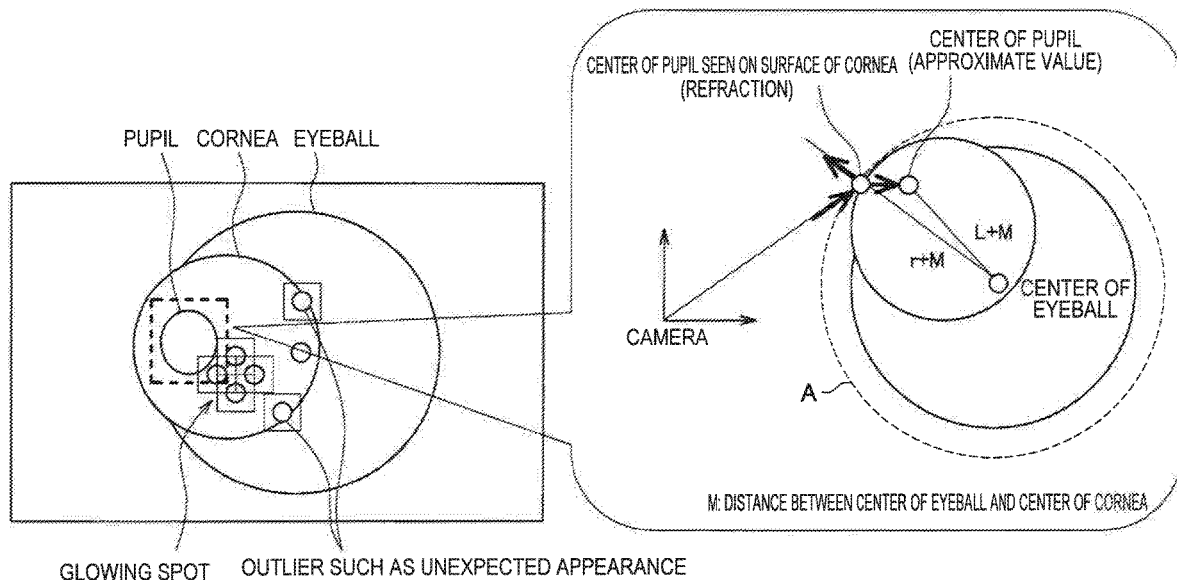 CENTER OF PUPIL
CENTER OF PUPIL SEEN ON SURFACE OF CORNEA (APPROXIMATE VALUE)
(REFRACTION)
PUPIL CORNEA EYEBALL
L+M
r+M
CENTER OF
EYEBALL
CAMERA
A
M: DISTANCE BETWEEN CENTER OF EYEBALL AND CENTER OF CORNEA
GLOWING SPOT OUTLIER SUCH AS UNEXPECTED APPEARANCE